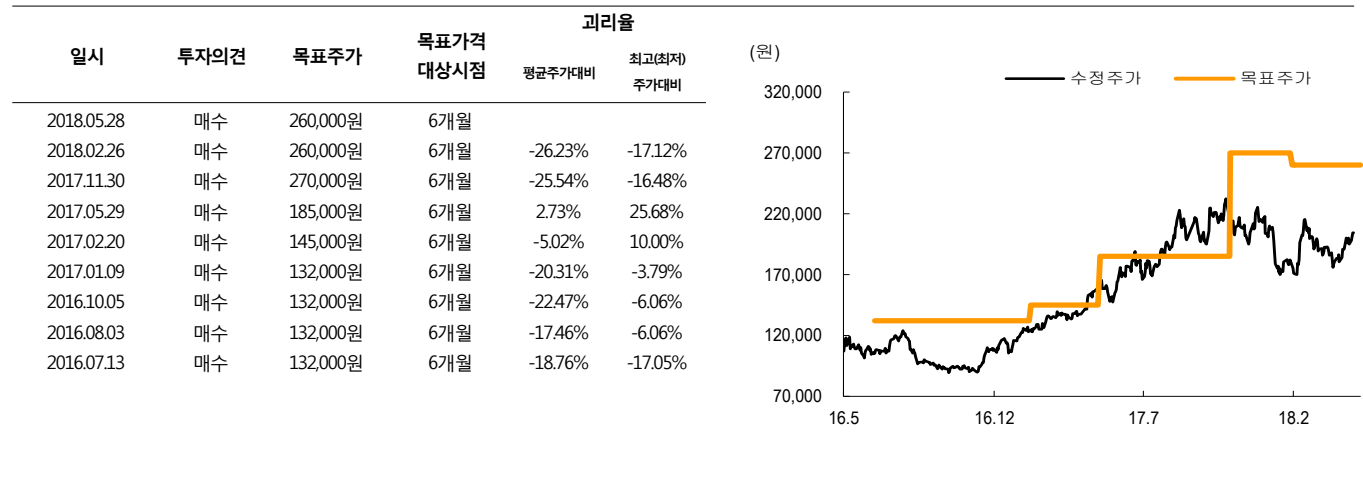 괴리율
일시 투자의견 목표주가 목표가격 대상시점 평균주가대비 최고(최저) 주가대비
2018.05.28 매수 260,000원 6개월
2018.02.26 매수 260,000원 6개월 -26.23% -17.12%
2017.11.30 매수 270,000원 6개월 -25.54% -16.48%
2017.05.29 매수 185,000원 6개월 2.73% 25.68%
2017.02.20 매수 145,000원 6개월 -5.02% 10.00%
2017.01.09 매수 132,000원 6개월 -20.31% -3.79%
2016.10.05 매수 132,000원 6개월 -22.47% -6.06%
2016.08.03 매수 132,000원 6개월 -17.46% -6.06%
2016.07.13 매수 132,000원 6개월 -18.76% -17.05%
(원)
수정주가 목표주가
320,000
270,000
220,000
170,000
120,000
70,000
16.5 16.12 17.7 18.2